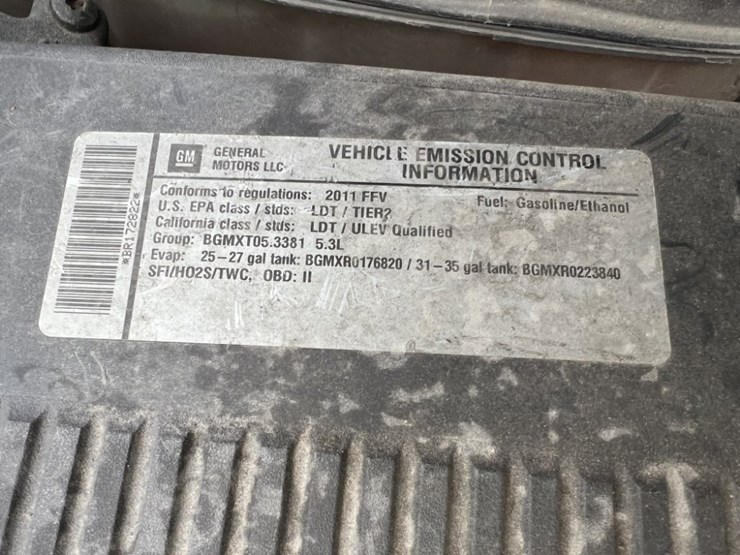 GM GENERAL MOTORS LLC
VEHICLE EMISSION CONTROL
INFORMATION
Conforms to regulations: 2011 FFV
Fuel: Gasoline/Ethanol
U.S. EPA class / stds: LDT / TIER2
California class / stds: LDT / ULEV Qualified
Group: BGMXT05.3381 5.3L
Evap: 25-27 gal tank: BGMXR0176820 / 31-35 gal tank: BGMXR0223840
SFI/HO2S/TWC, OBD: II
*BR1728822*